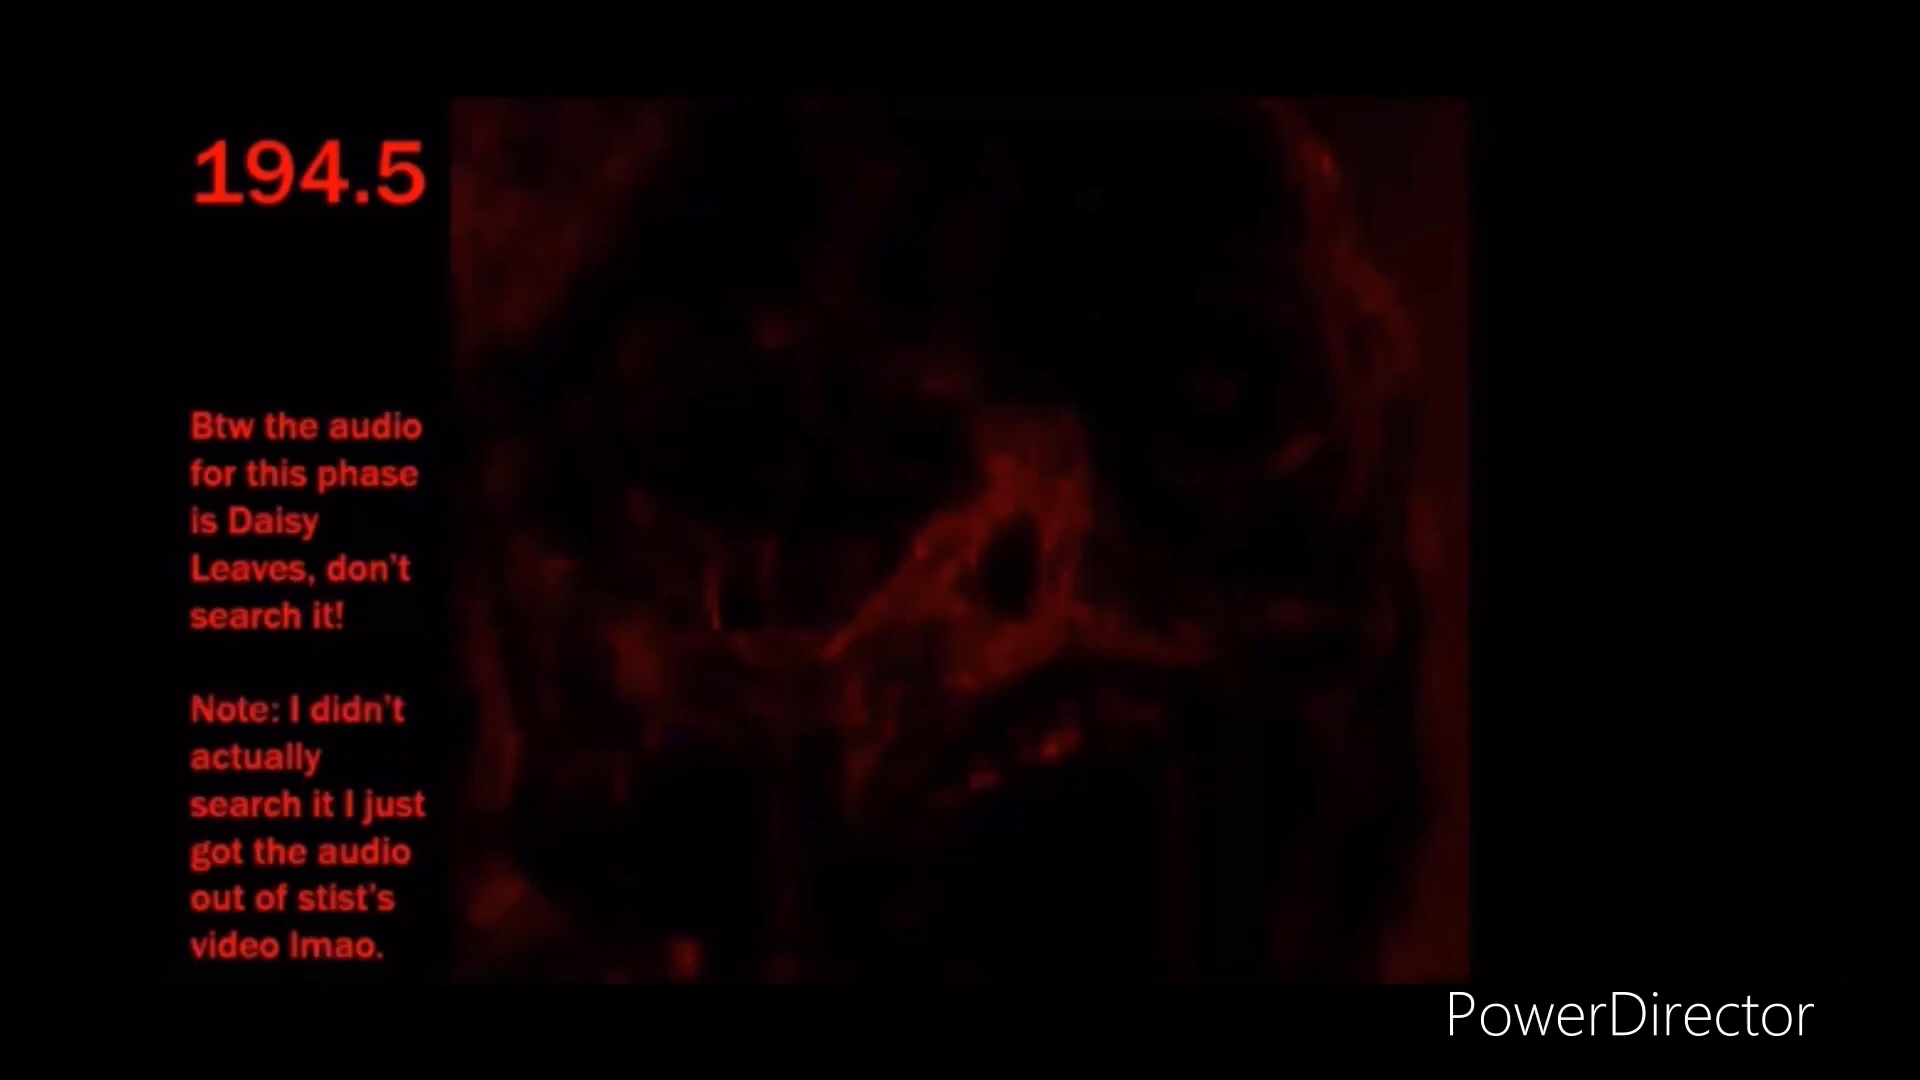 194.5
Btw the audio
for this phase
is Daisy
Leaves, don't
search it!
Note: I didn't
actually
search it I just
got the audio
out of stist's
video lmao.
PowerDirector